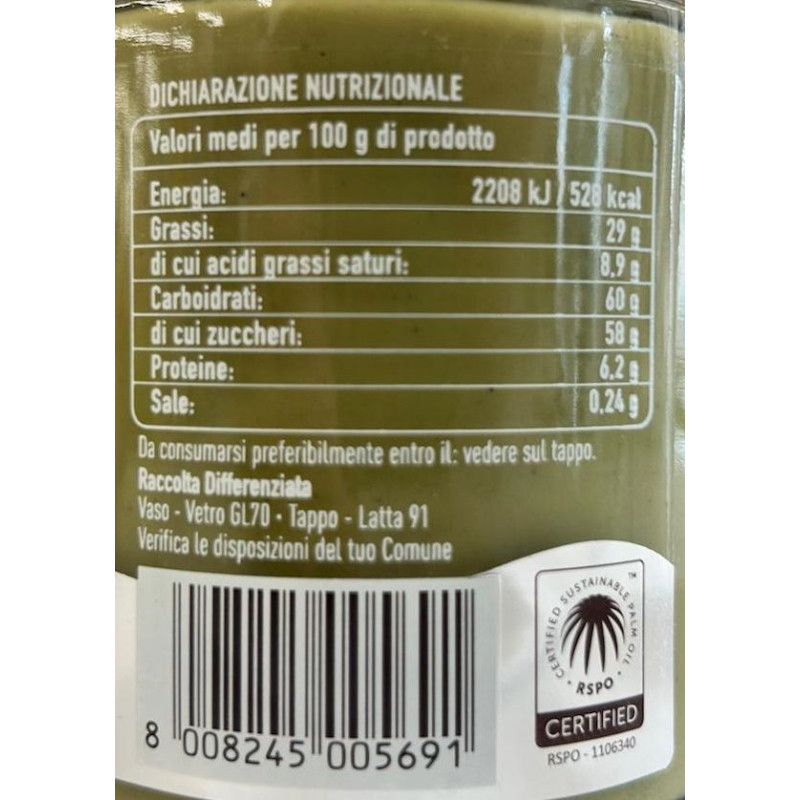 DICHIARAZIONE NUTRIZIONALE
Valori medi per 100 g di prodotto
Energia: 2208 kJ / 528 kcal
Grassi: 29 g
di cui acidi grassi saturi: 8,9 g
Carboidrati: 60 g
di cui zuccheri: 58 g
Proteine: 6,2 g
Sale: 0,24 g
Da consumarsi preferibilmente entro il: vedere sul tappo.
Raccolta Differenziata
Vaso - Vetro GL70 • Tappo - Latta 91
Verifica le disposizioni del tuo Comune
CERTIFIED SUSTAINABLE PALM OIL • RSPO • ™
CERTIFIED
RSPO - 1106340
8 008245 005691